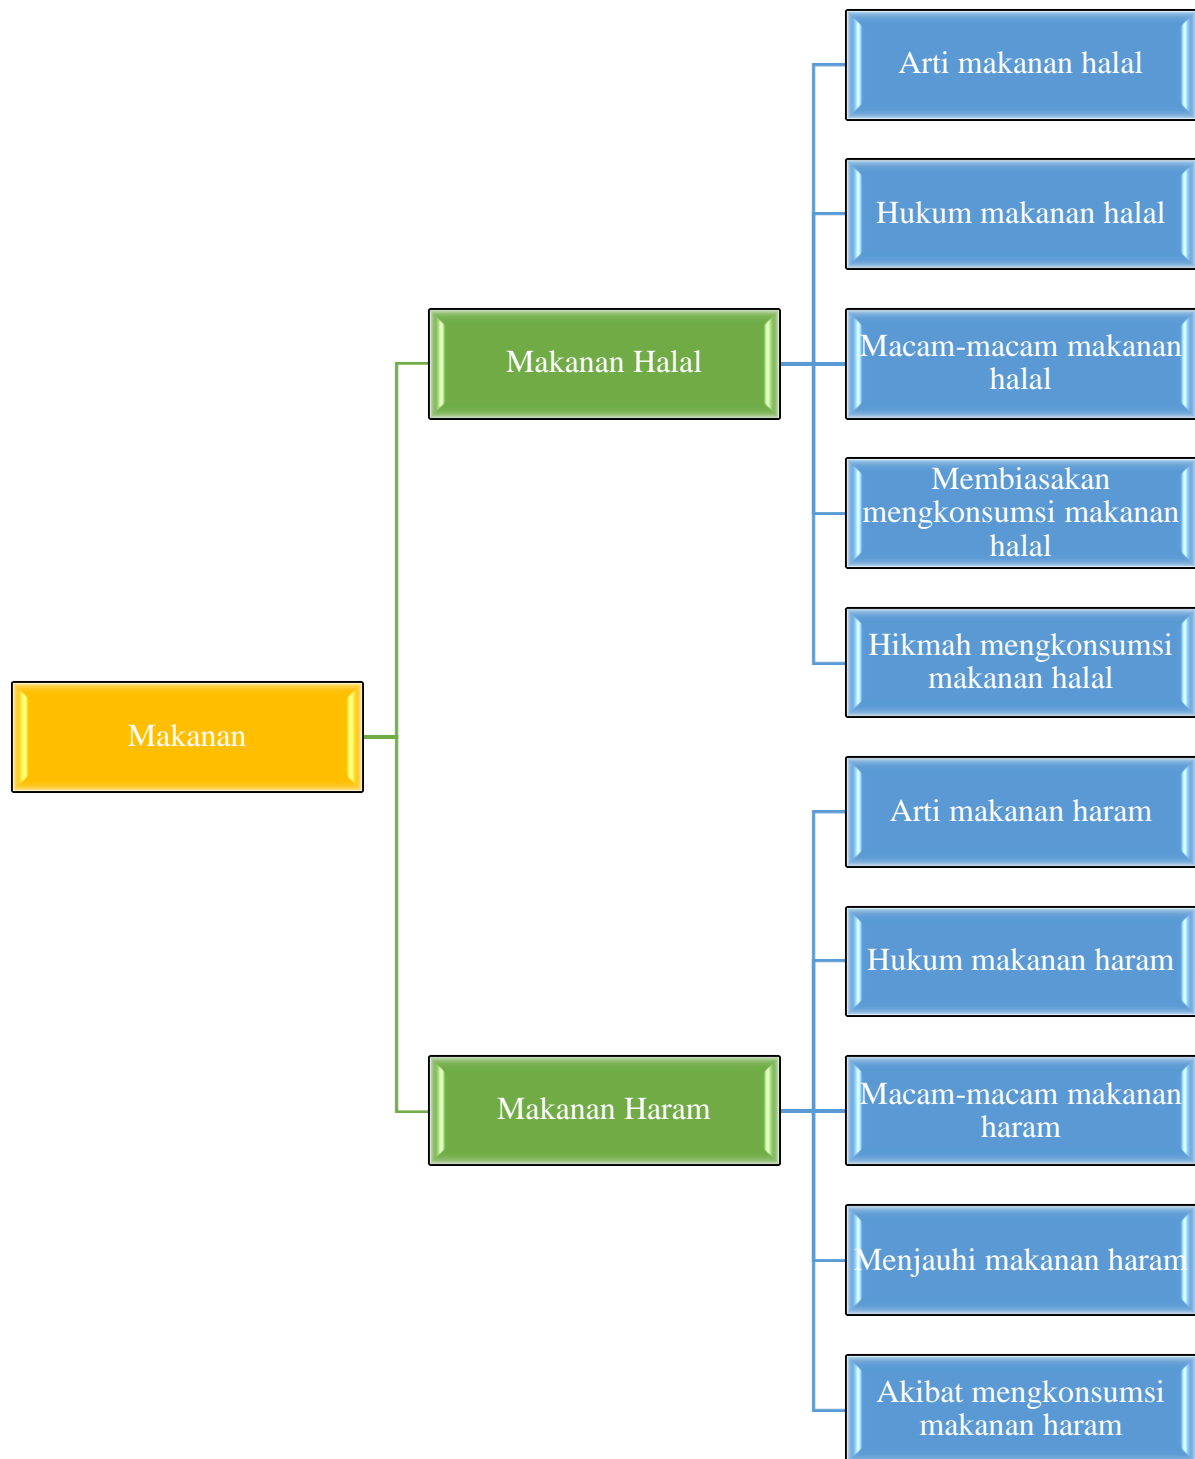 Makanan
Makanan Halal
Arti makanan halal
Hukum makanan halal
Macam-macam makanan
halal
Membiasakan
mengkonsumsi makanan
halal
Hikmah mengkonsumsi
makanan halal
Makanan Haram
Arti makanan haram
Hukum makanan haram
Macam-macam makanan
haram
Menjauhi makanan haram
Akibat mengkonsumsi
makanan haram